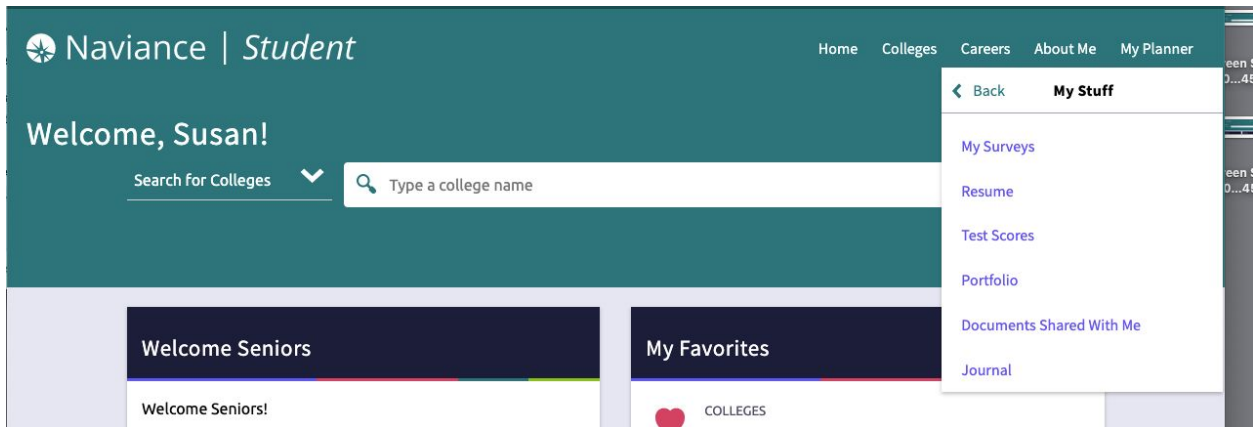 Naviance | Student
Home Colleges Careers About Me My Planner
Back My Stuff
Welcome, Susan!
Search for Colleges
Type a college name
My Surveys
Resume
Test Scores
Portfolio
Documents Shared With Me
Journal
Welcome Seniors
My Favorites
Welcome Seniors!
COLLEGES